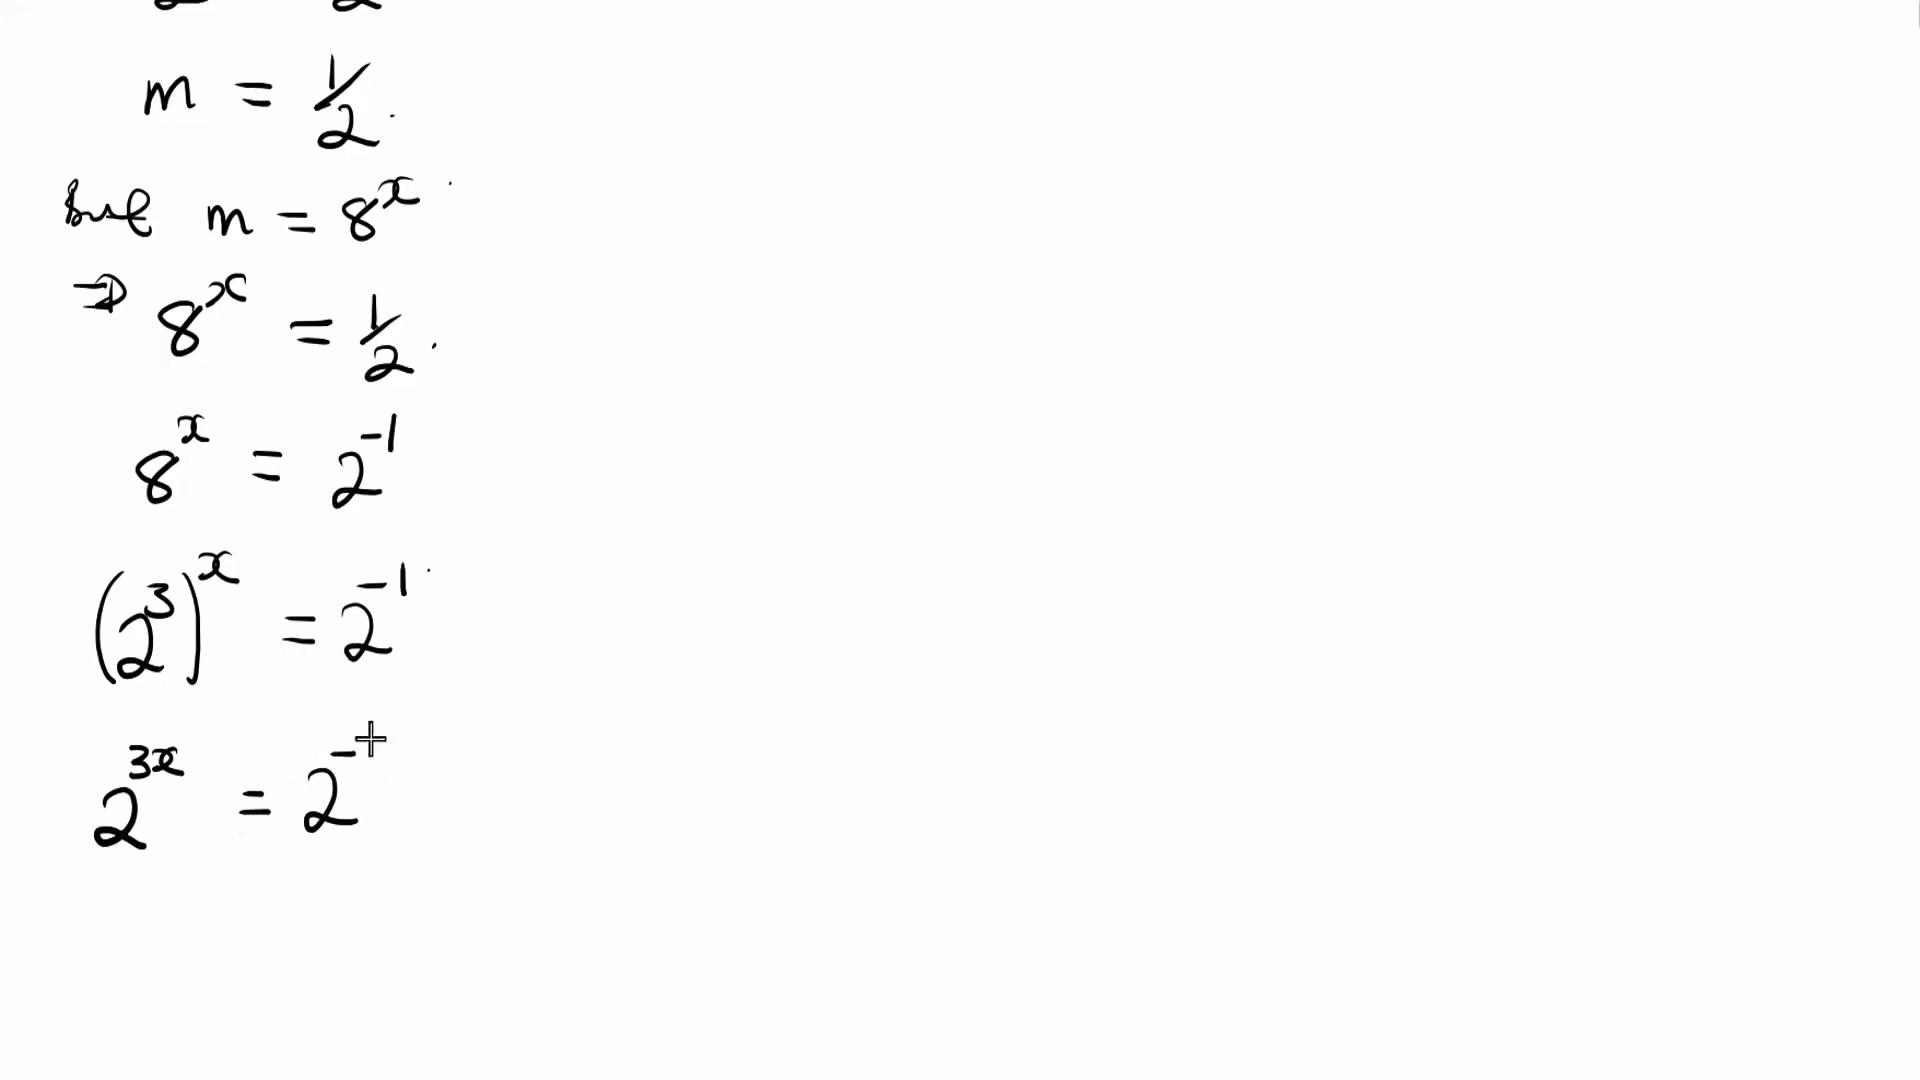 m = 1/2.
but m = 8^x
⇒ 8^x = 1/2.
8^x = 2^-1
(2^3)^x = 2^-1
2^3x = 2^-